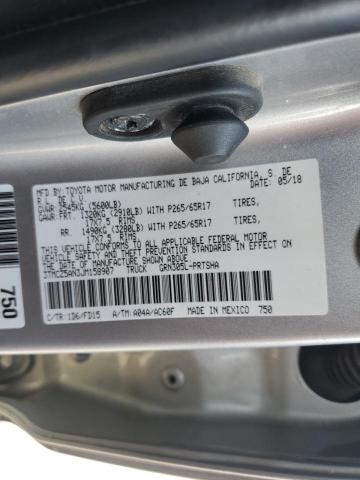 MFD BY TOYOTA MOTOR MANUFACTURING DE BAJA CALIFORNIA, S. DE
R.L. DE C.V. 05/18
GVWR 2545KG (5600LB)
GAWR FRT. 1320KG (2910LB) WITH P265/65R17 TIRES,
17X7.5 RIMS
RR. 1490KG (3280LB) WITH P265/65R17 TIRES,
17X7.5 RIMS
THIS VEHICLE CONFORMS TO ALL APPLICABLE FEDERAL MOTOR
VEHICLE SAFETY AND THEFT PREVENTION STANDARDS IN EFFECT
ON THE DATE OF MANUFACTURE SHOWN ABOVE.
TRUCK GRN305L-PRTSHA
C/TR:1D6/FD15 A/TM:A04A/AC60F MADE IN MEXICO 750
750